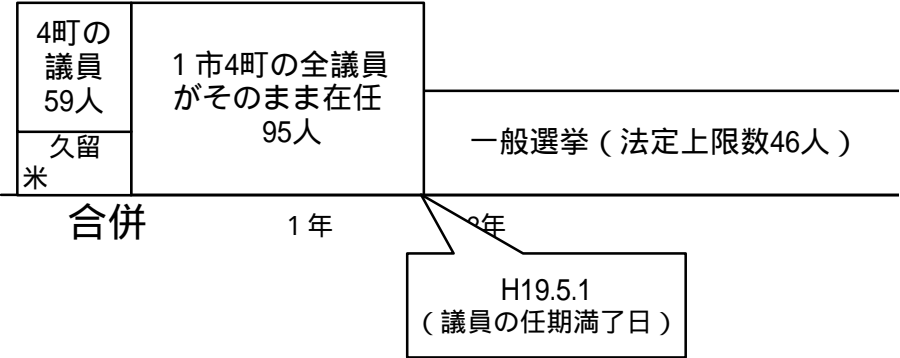 4町の
議員
59人
久留
米
1市4町の全議員
がそのまま在任
95人
一般選挙(法定上限数46人)
合併
1年
年
H19.5.1
(議員の任期満了日)